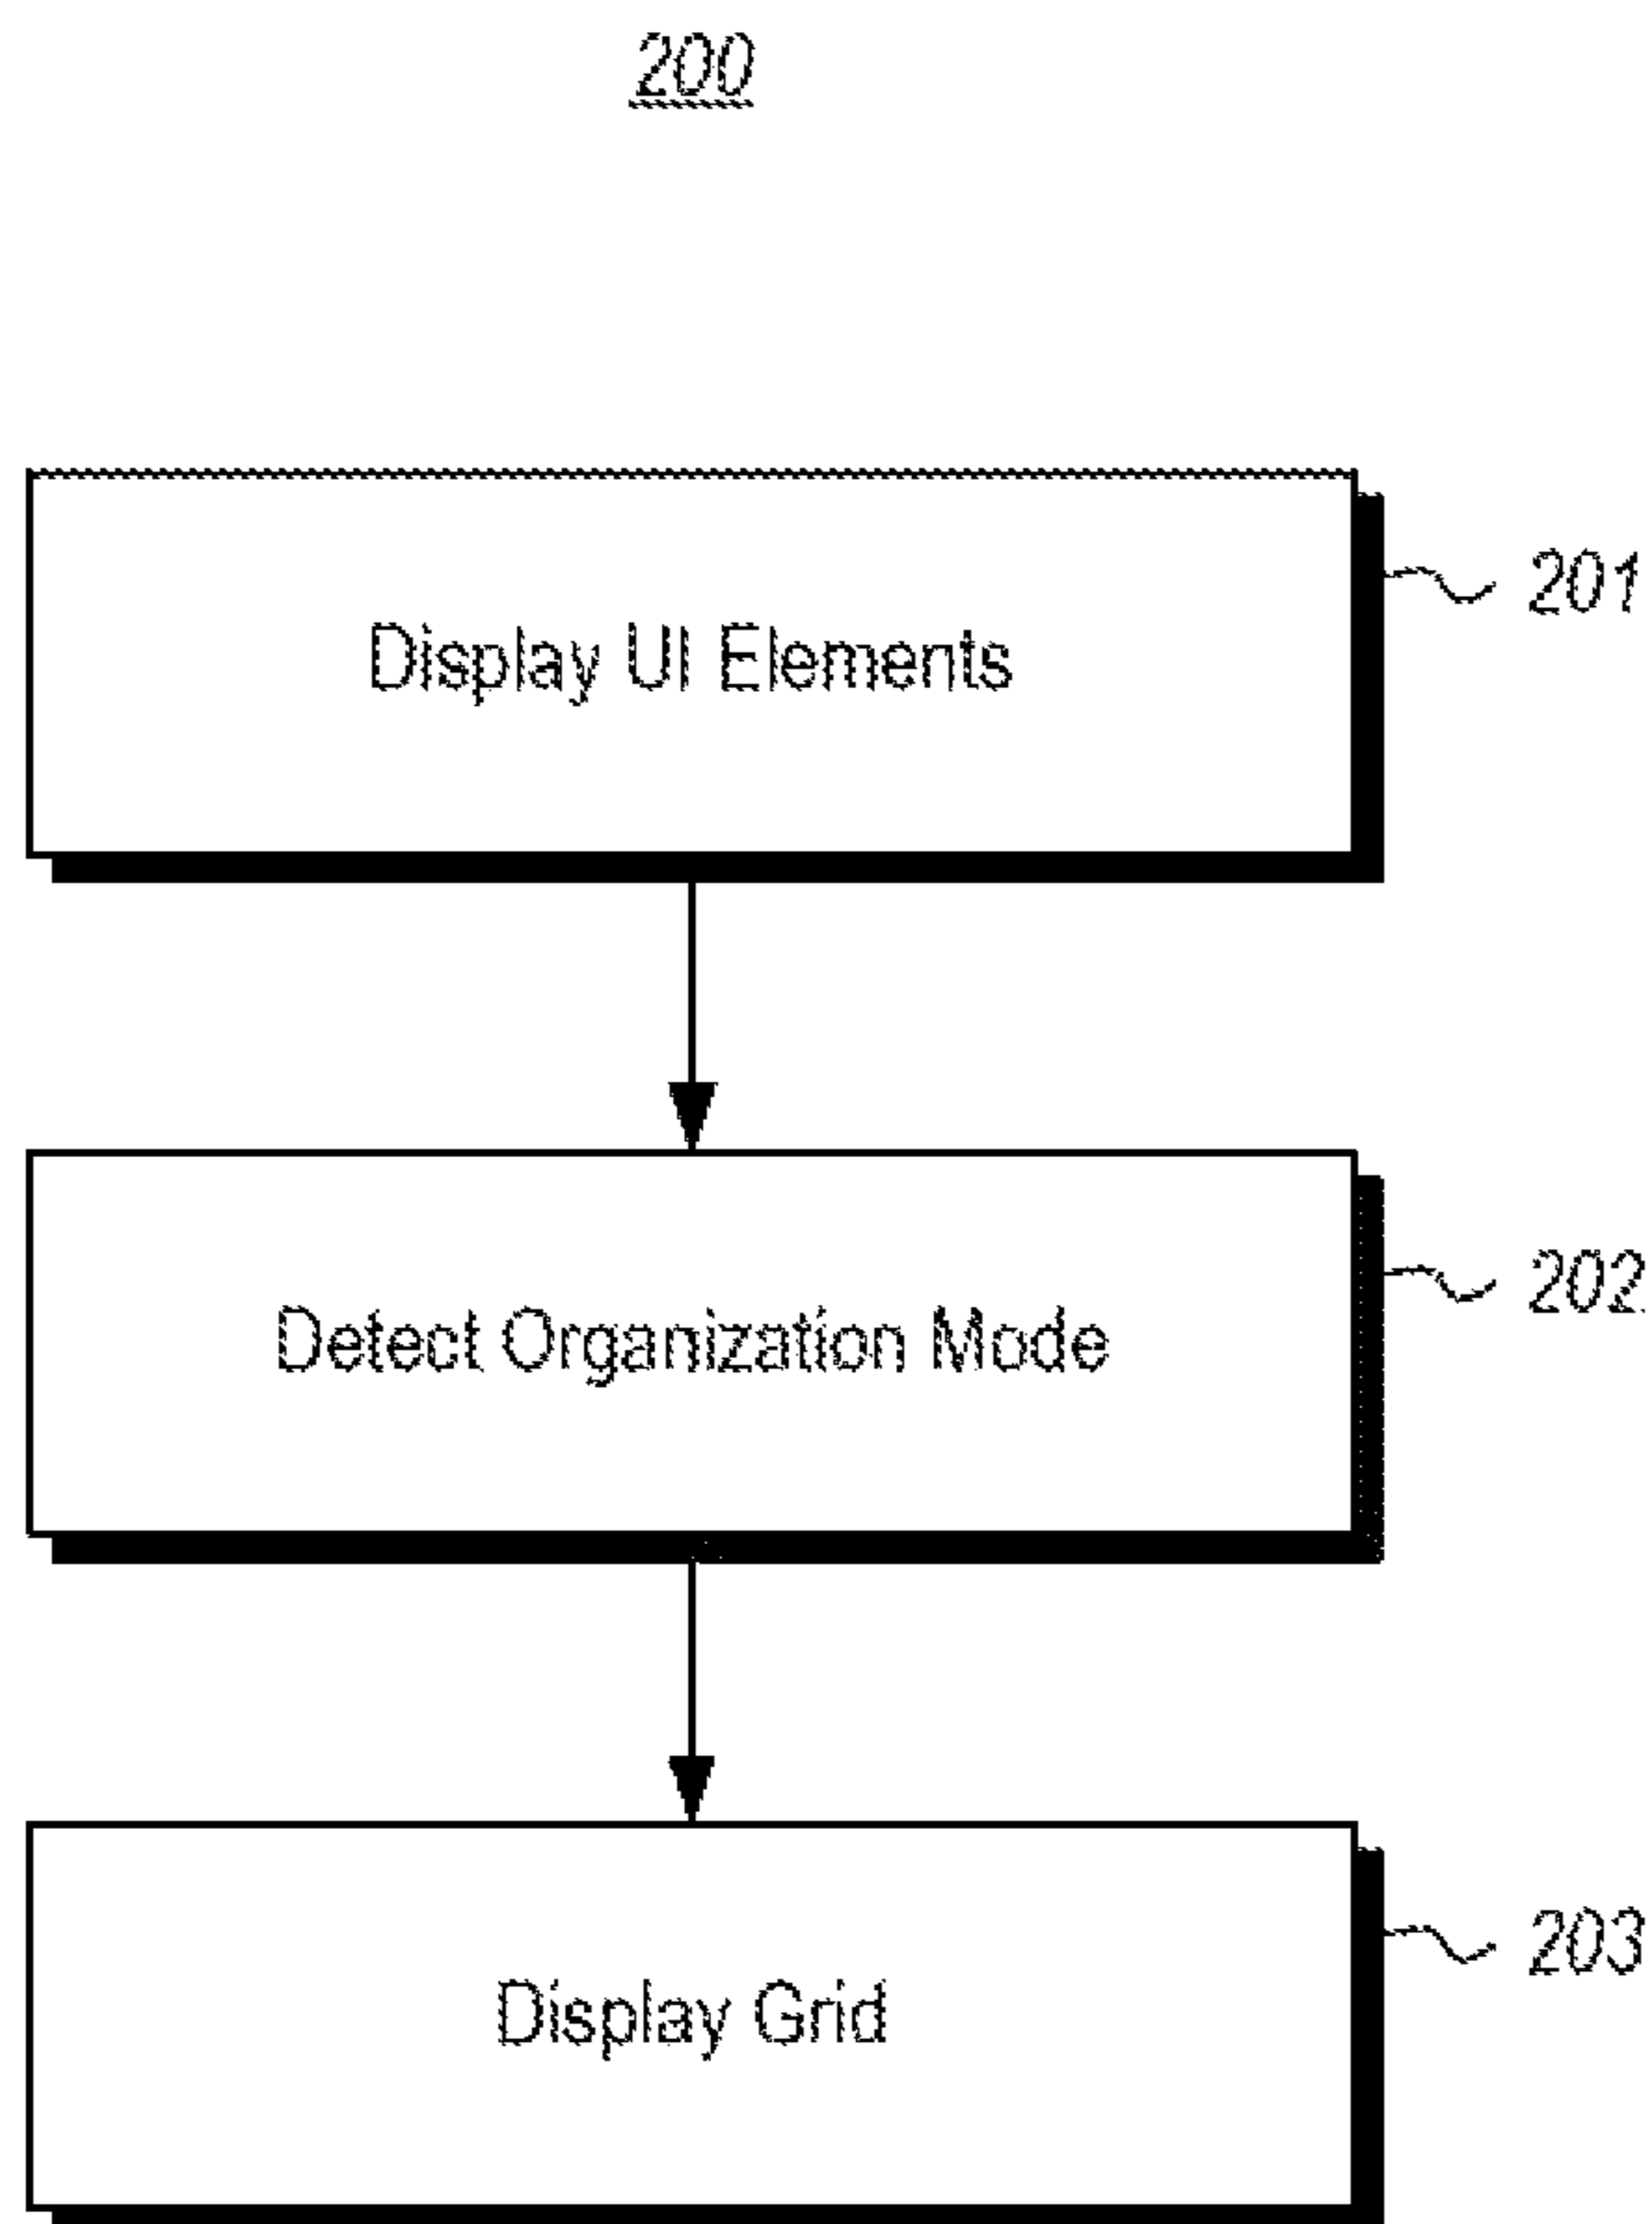 200
Display UI Elements
201
Detect Organization Mode
202
Display Grid
203